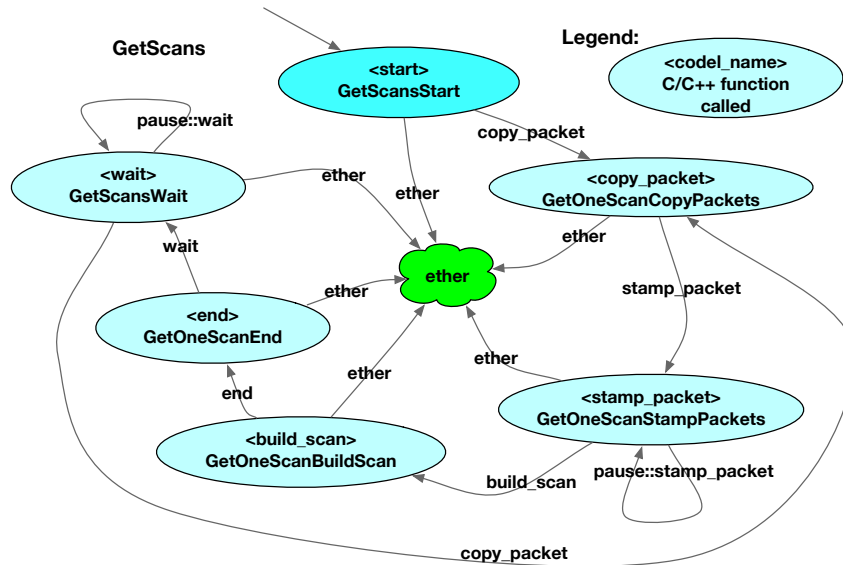 GetScans
Legend:
<start>
GetScansStart
<codel_name>
C/C++ function
called
pause::wait
copy_packet
<wait>
GetScansWait
ether
ether
<copy_packet>
GetOneScanCopyPackets
ether
wait
ether
ether
stamp_packet
<end>
GetOneScanEnd
ether
ether
end
<stamp_packet>
GetOneScanStampPackets
<build_scan>
GetOneScanBuildScan
pause::stamp_packet
build_scan
copy_packet